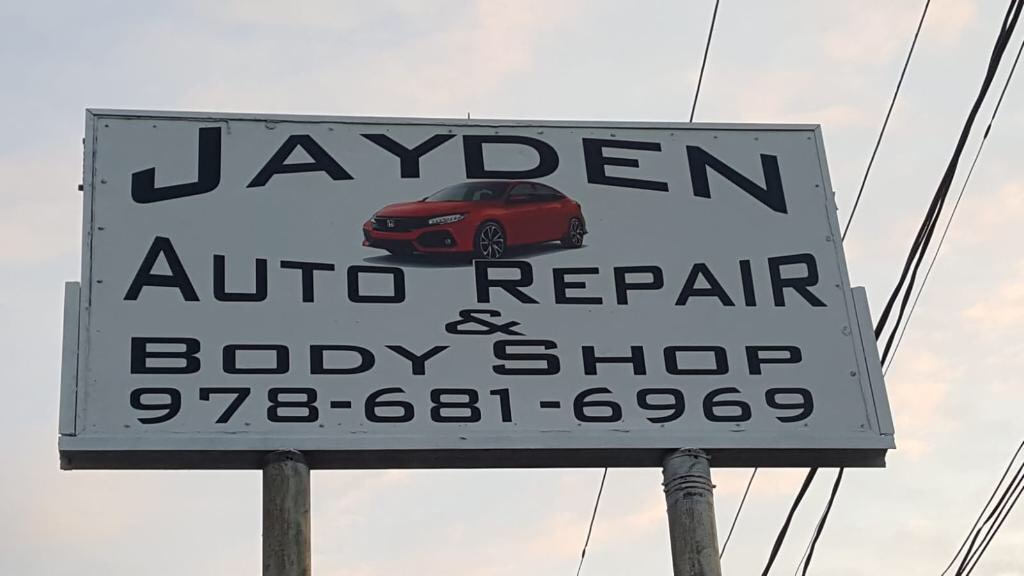 JAYDEN
AUTO REPAIR
&
BODY SHOP
978-681-6969